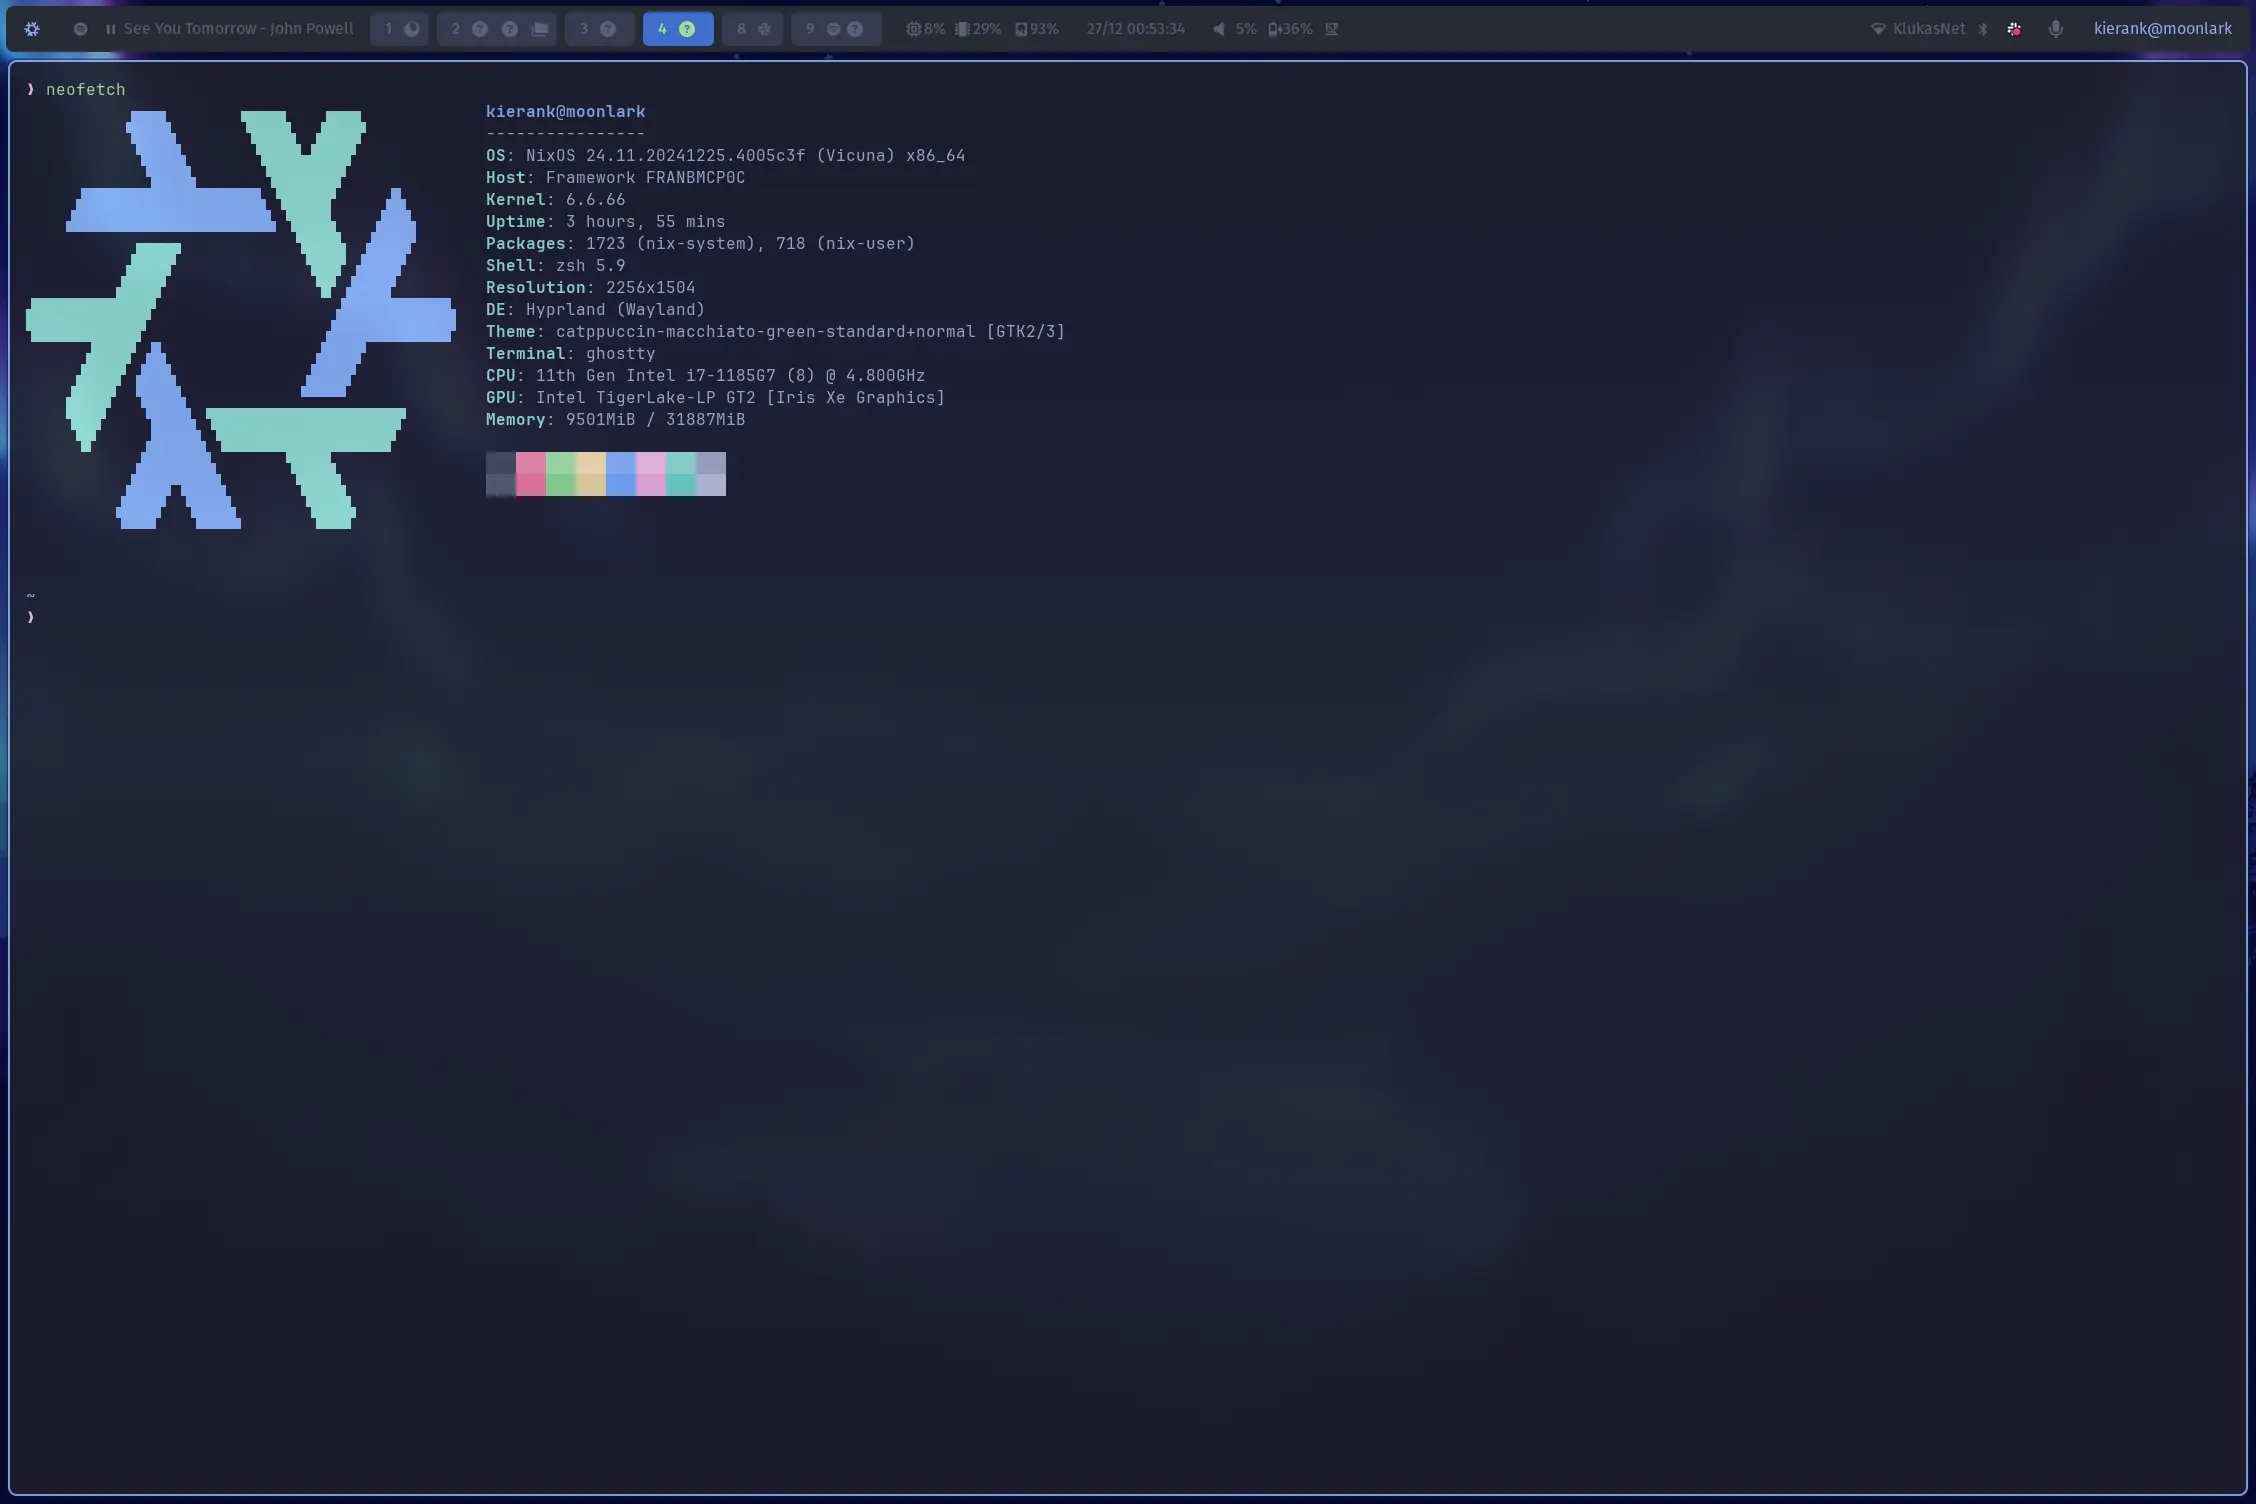 See You Tomorrow - John Powell 1 2 3 4 8 9 8% 29% 93% 27/12 00:53:34 5% 36% KlukasNet kierank@moonlark
❯ neofetch
kierank@moonlark
----------------
OS: NixOS 24.11.20241225.4005c3f (Vicuna) x86_64
Host: Framework FRANBMCP0C
Kernel: 6.6.66
Uptime: 3 hours, 55 mins
Packages: 1723 (nix-system), 718 (nix-user)
Shell: zsh 5.9
Resolution: 2256x1504
DE: Hyprland (Wayland)
Theme: catppuccin-macchiato-green-standard+normal [GTK2/3]
Terminal: ghostty
CPU: 11th Gen Intel i7-1185G7 (8) @ 4.800GHz
GPU: Intel TigerLake-LP GT2 [Iris Xe Graphics]
Memory: 9501MiB / 31887MiB
~
❯